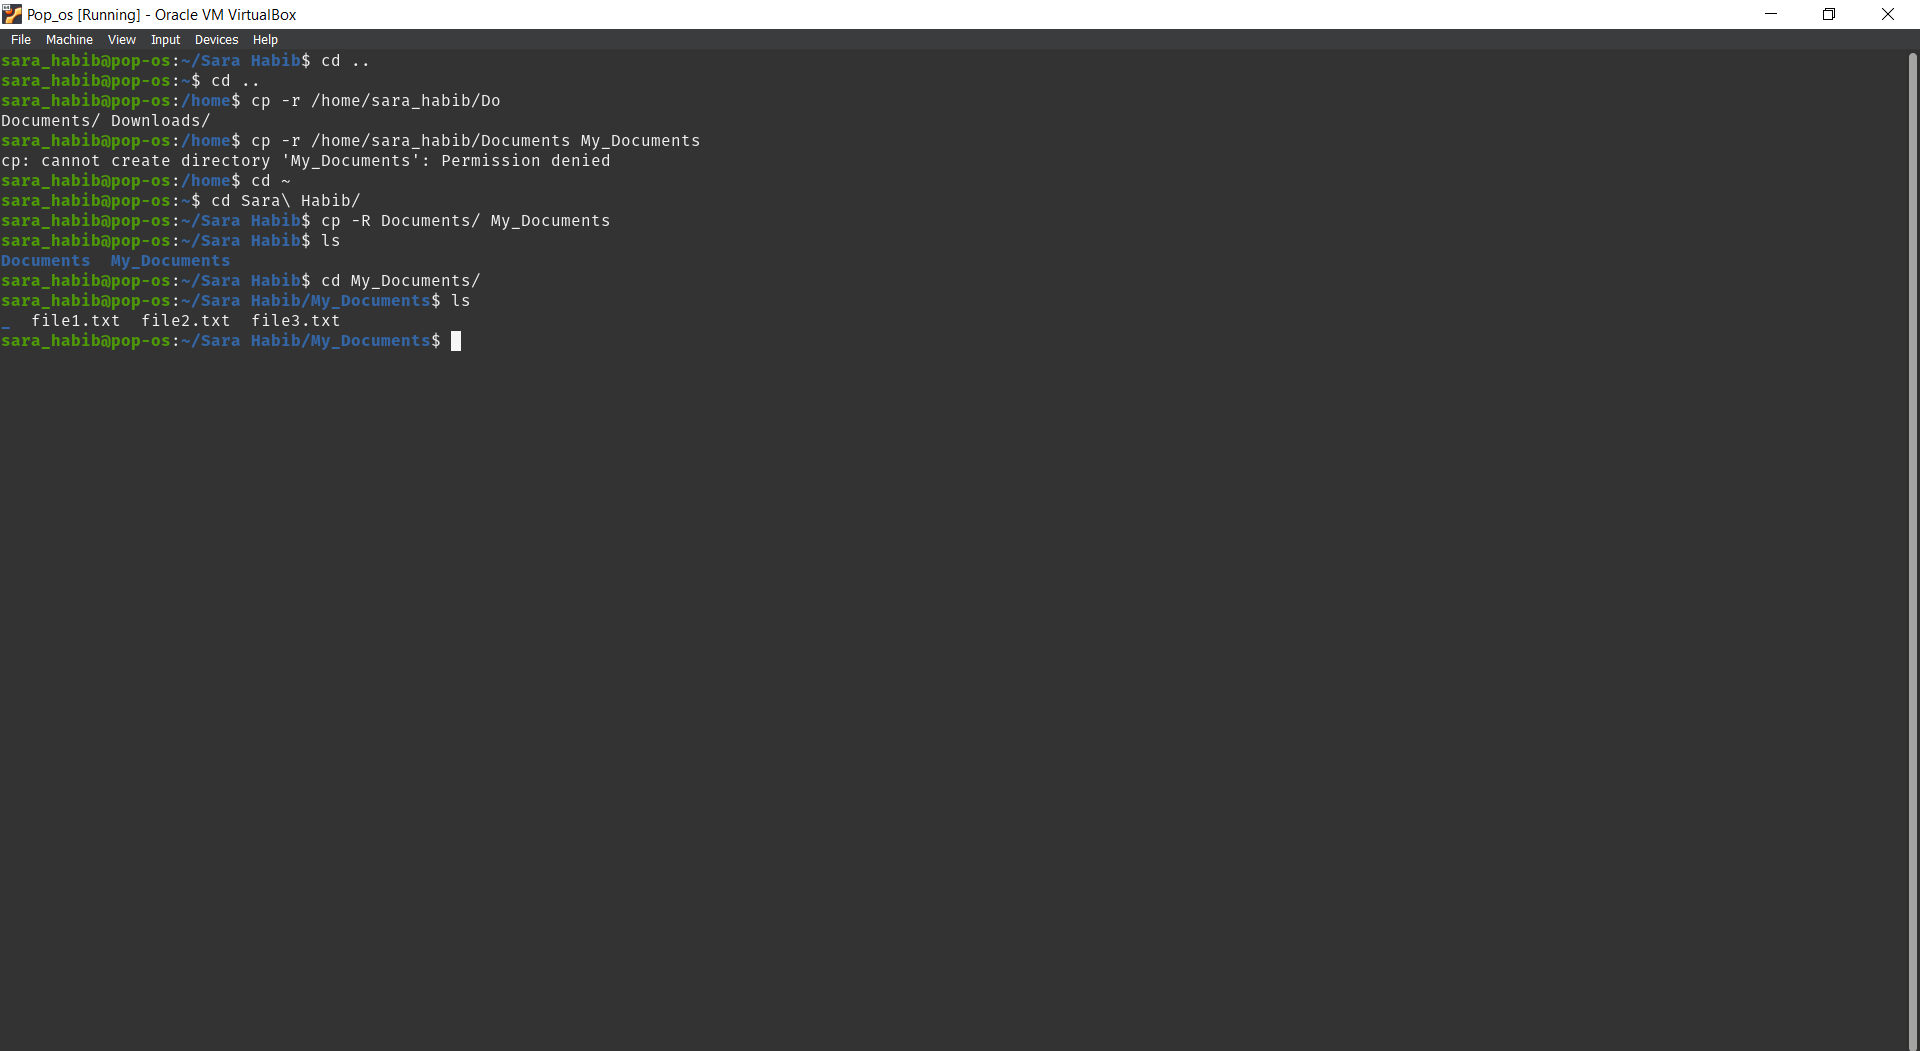 Pop_os [Running] - Oracle VM VirtualBox
File Machine View Input Devices Help
sara_habib@pop-os:~/Sara Habib$ cd ..
sara_habib@pop-os:~$ cd ..
sara_habib@pop-os:/home$ cp -r /home/sara_habib/Do
Documents/ Downloads/
sara_habib@pop-os:/home$ cp -r /home/sara_habib/Documents My_Documents
cp: cannot create directory 'My_Documents': Permission denied
sara_habib@pop-os:/home$ cd ~
sara_habib@pop-os:~$ cd Sara\ Habib/
sara_habib@pop-os:~/Sara Habib$ cp -R Documents/ My_Documents
sara_habib@pop-os:~/Sara Habib$ ls
Documents  My_Documents
sara_habib@pop-os:~/Sara Habib$ cd My_Documents/
sara_habib@pop-os:~/Sara Habib/My_Documents$ ls
_  file1.txt  file2.txt  file3.txt
sara_habib@pop-os:~/Sara Habib/My_Documents$